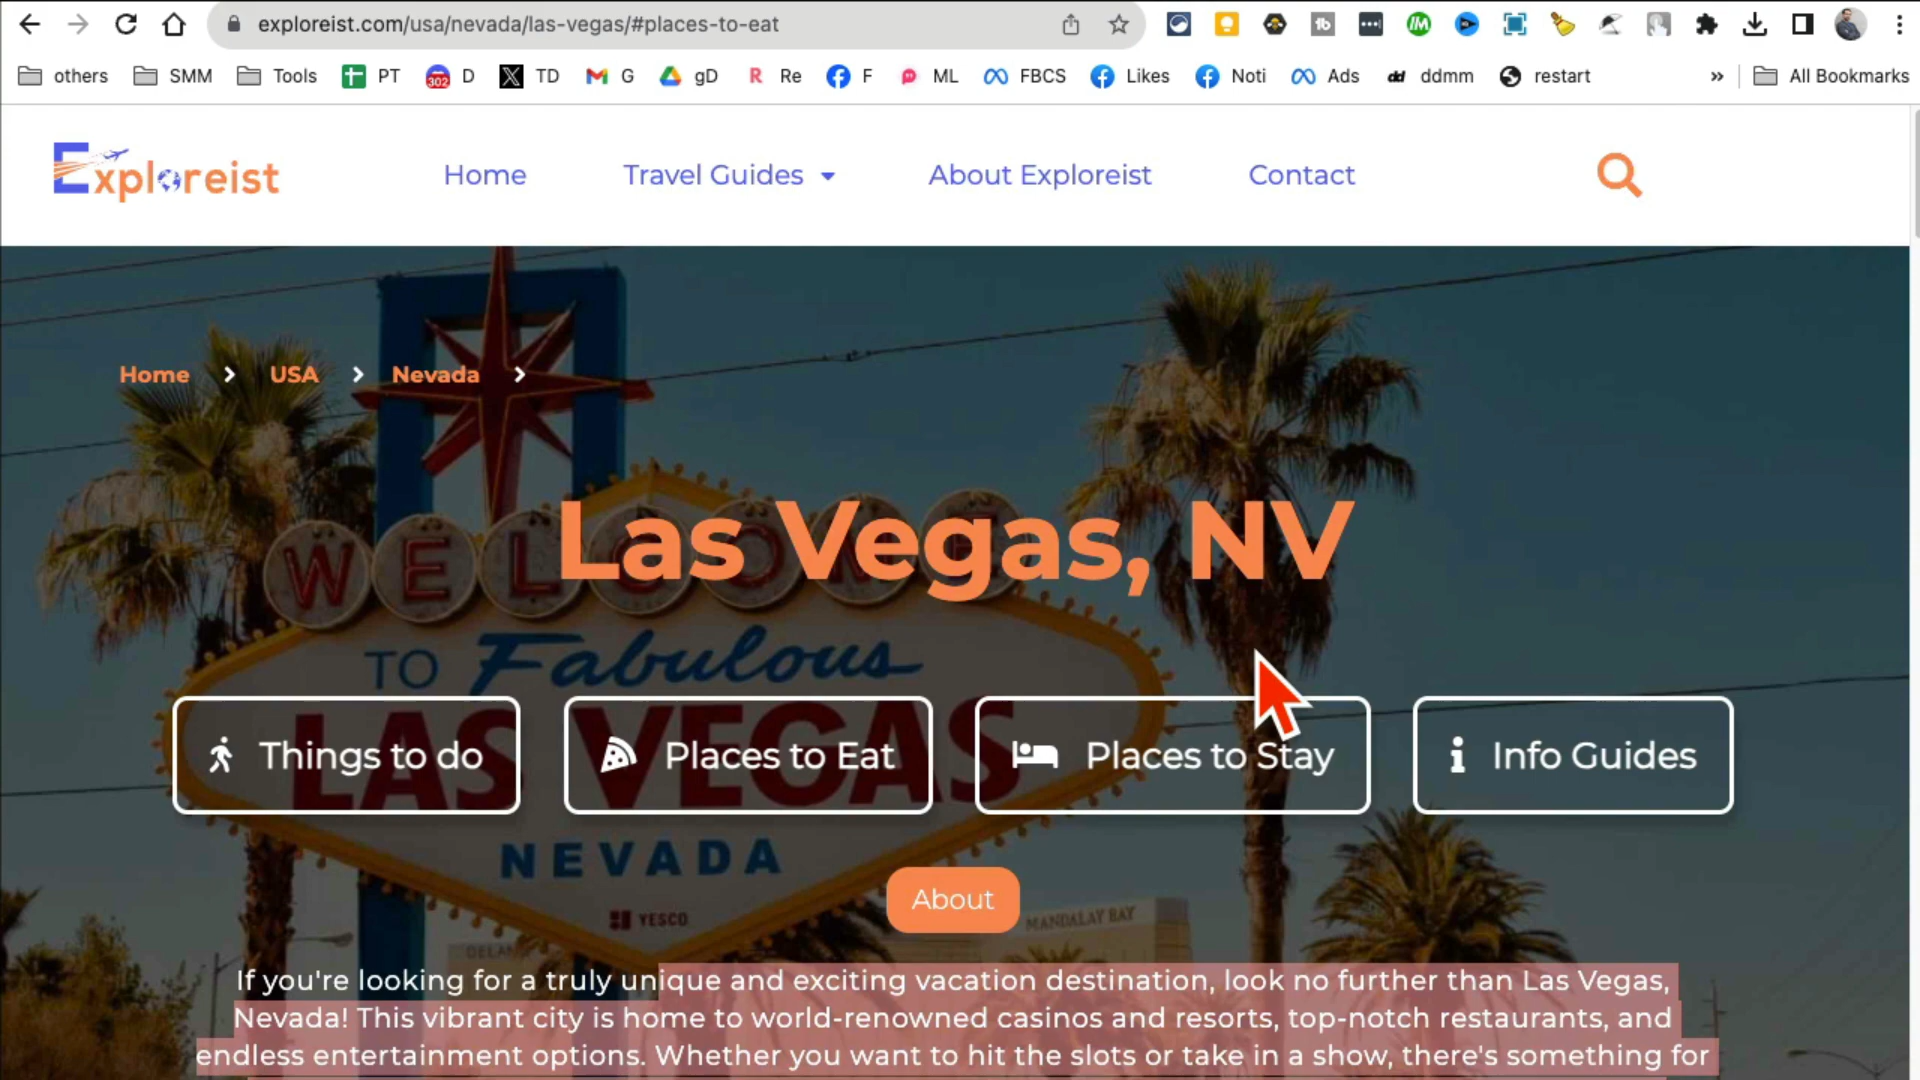 exploreist.com/usa/nevada/las-vegas/#places-to-eat
others SMM Tools PT D TD G gD Re F ML FBCS Likes Noti Ads ddmm restart » All Bookmarks
Exploreist Home Travel Guides About Exploreist Contact
Home > USA > Nevada >
WELCOME
Las Vegas, NV
TO Fabulous
LAS VEGAS
Things to do Places to Eat Places to Stay Info Guides
NEVADA
About
YESCO
MANDALAY BAY
If you're looking for a truly unique and exciting vacation destination, look no further than Las Vegas,
Nevada! This vibrant city is home to world-renowned casinos and resorts, top-notch restaurants, and
endless entertainment options. Whether you want to hit the slots or take in a show, there's something for